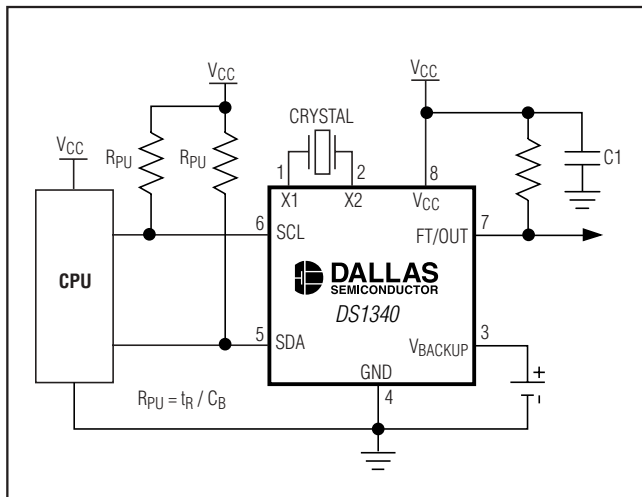 VCC
VCC
CRYSTAL
VCC
RPU
RPU
C1
1
2
8
X1
X2
VCC
6
SCL
FT/OUT
7
CPU
DALLAS
SEMICONDUCTOR
DS1340
5
SDA
VBACKUP
3
GND
+
-
RPU = tR / CB
4